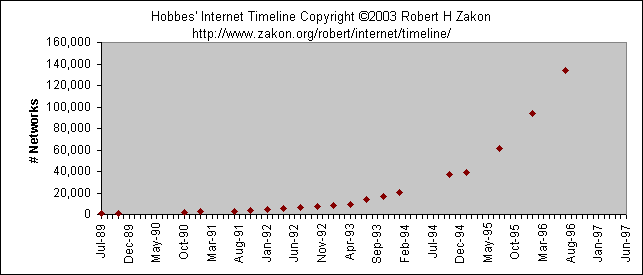 Hobbes' Internet Timeline Copyright ©2003 Robert H Zakon
http://www.zakon.org/robert/internet/timeline/
# Networks
160,000
140,000
120,000
100,000
80,000
60,000
40,000
20,000
0
Jul-89
Dec-89
May-90
Oct-90
Mar-91
Aug-91
Jan-92
Jun-92
Nov-92
Apr-93
Sep-93
Feb-94
Jul-94
Dec-94
May-95
Oct-95
Mar-96
Aug-96
Jan-97
Jun-97